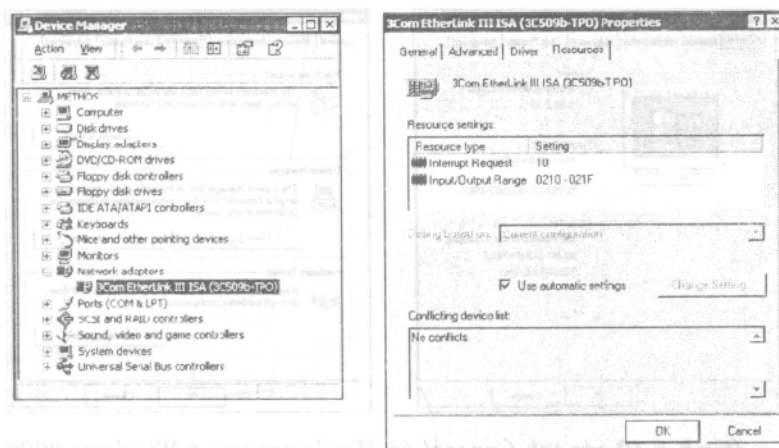 Device Manager
Action View
METHOS
Computer
Disk drives
Display adapters
DVD/CD-ROM drives
Floppy disk controllers
Floppy disk drives
IDE ATA/ATAPI controllers
Keyboards
Mice and other pointing devices
Monitors
Network adapters
3Com EtherLink III ISA (3C509b-TPO)
Ports (COM & LPT)
SCSI and RAID controllers
Sound, video and game controllers
System devices
Universal Serial Bus controllers
3Com EtherLink III ISA (3C509b-TPO) Properties
General Advanced Driver Resources
3Com EtherLink III ISA (3C509b-TPO)
Resource settings:
Resource type Setting
Interrupt Request 10
Input/Output Range 0210 - 021F
Setting based on: Current configuration
Use automatic settings Change Setting...
Conflicting device list:
No conflicts.
OK Cancel